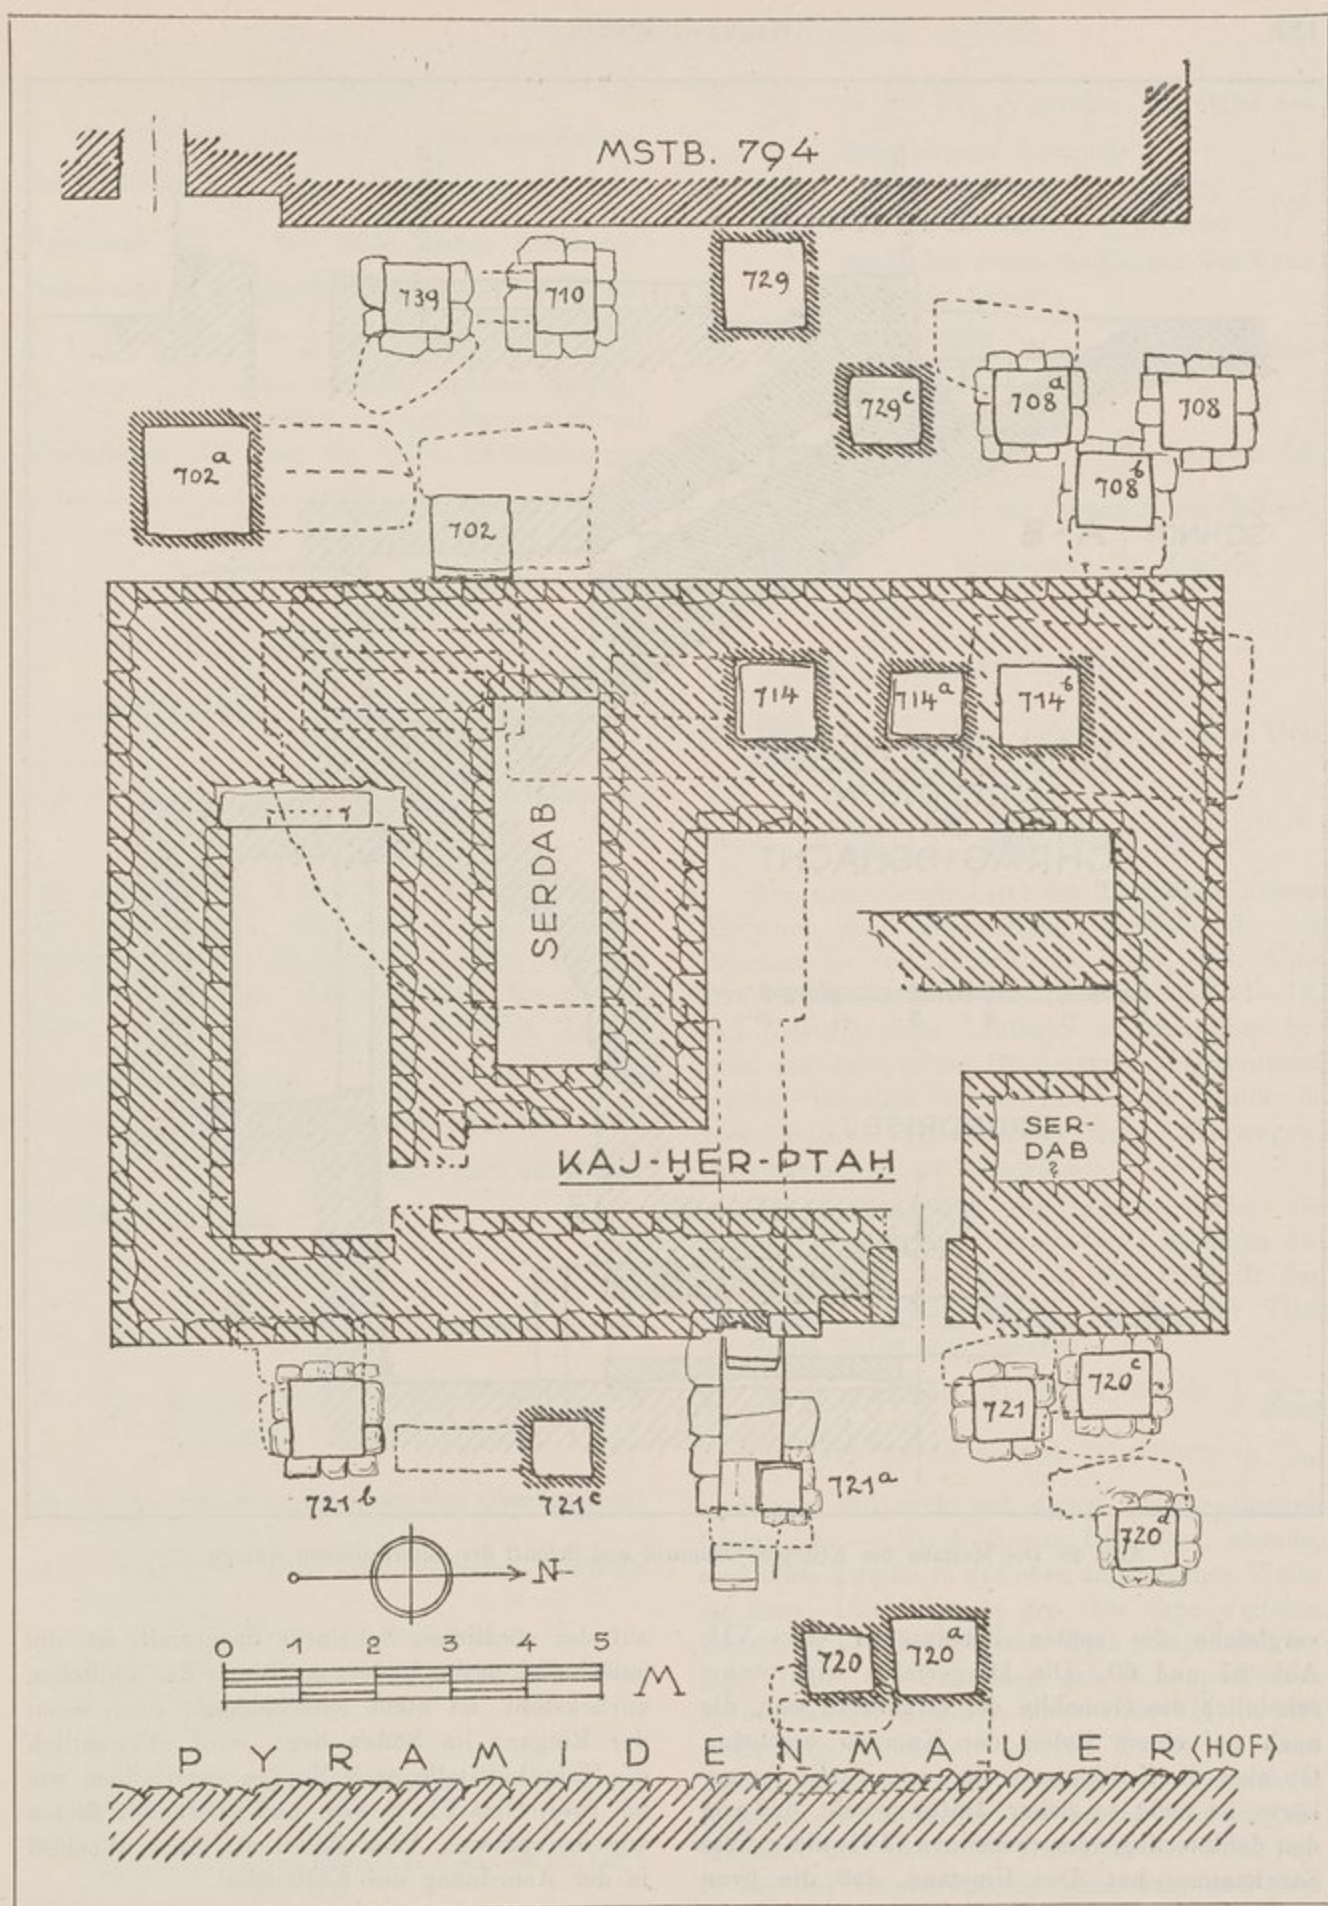 MSTB. 794
739
710
729
729c
708a
708
708b
702a
702
714
714a
714b
SERDAB
SER-
DAB
?
KAJ-ḤER-PTAḤ
721
720c
721b
721c
721a
720d
N
0 1 2 3 4 5 M
720
720a
PYRAMIDENMAUER (HOF)